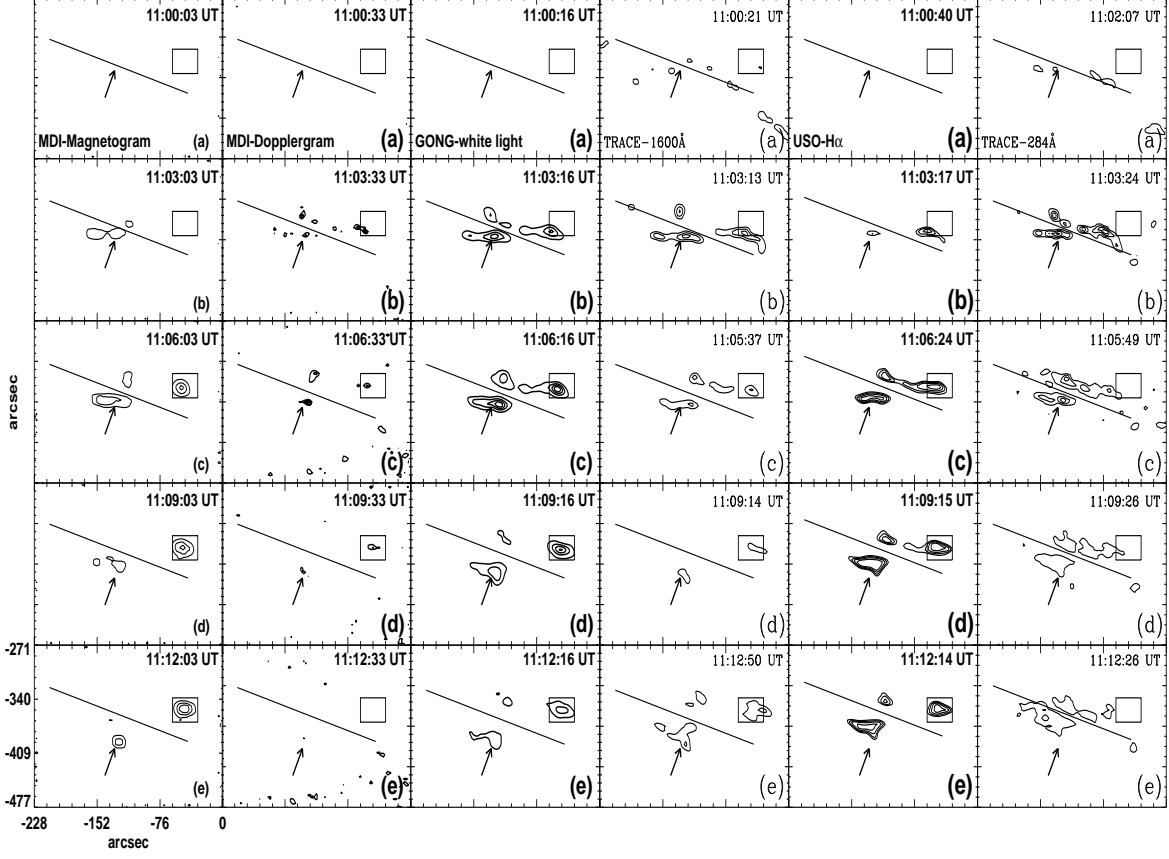 11:00:03 UT 11:00:33 UT 11:00:16 UT 11:00:21 UT 11:00:40 UT 11:02:07 UT
MDI-Magnetogram (a) MDI-Dopplergram (a) GONG-white light (a) TRACE-1600Å (a) USO-Hα (a) TRACE-284Å (a)
11:03:03 UT 11:03:33 UT 11:03:16 UT 11:03:13 UT 11:03:17 UT 11:03:24 UT
(b) (b) (b) (b) (b) (b)
11:06:03 UT 11:06:33 UT 11:06:16 UT 11:05:37 UT 11:06:24 UT 11:05:49 UT
arcsec
(c) (c) (c) (c) (c) (c)
11:09:03 UT 11:09:33 UT 11:09:16 UT 11:09:14 UT 11:09:15 UT 11:09:26 UT
(d) (d) (d) (d) (d) (d)
-271
11:12:03 UT 11:12:33 UT 11:12:16 UT 11:12:50 UT 11:12:14 UT 11:12:26 UT
-340
-409
(e) (e) (e) (e) (e) (e)
-477
-228 -152 -76 0
arcsec